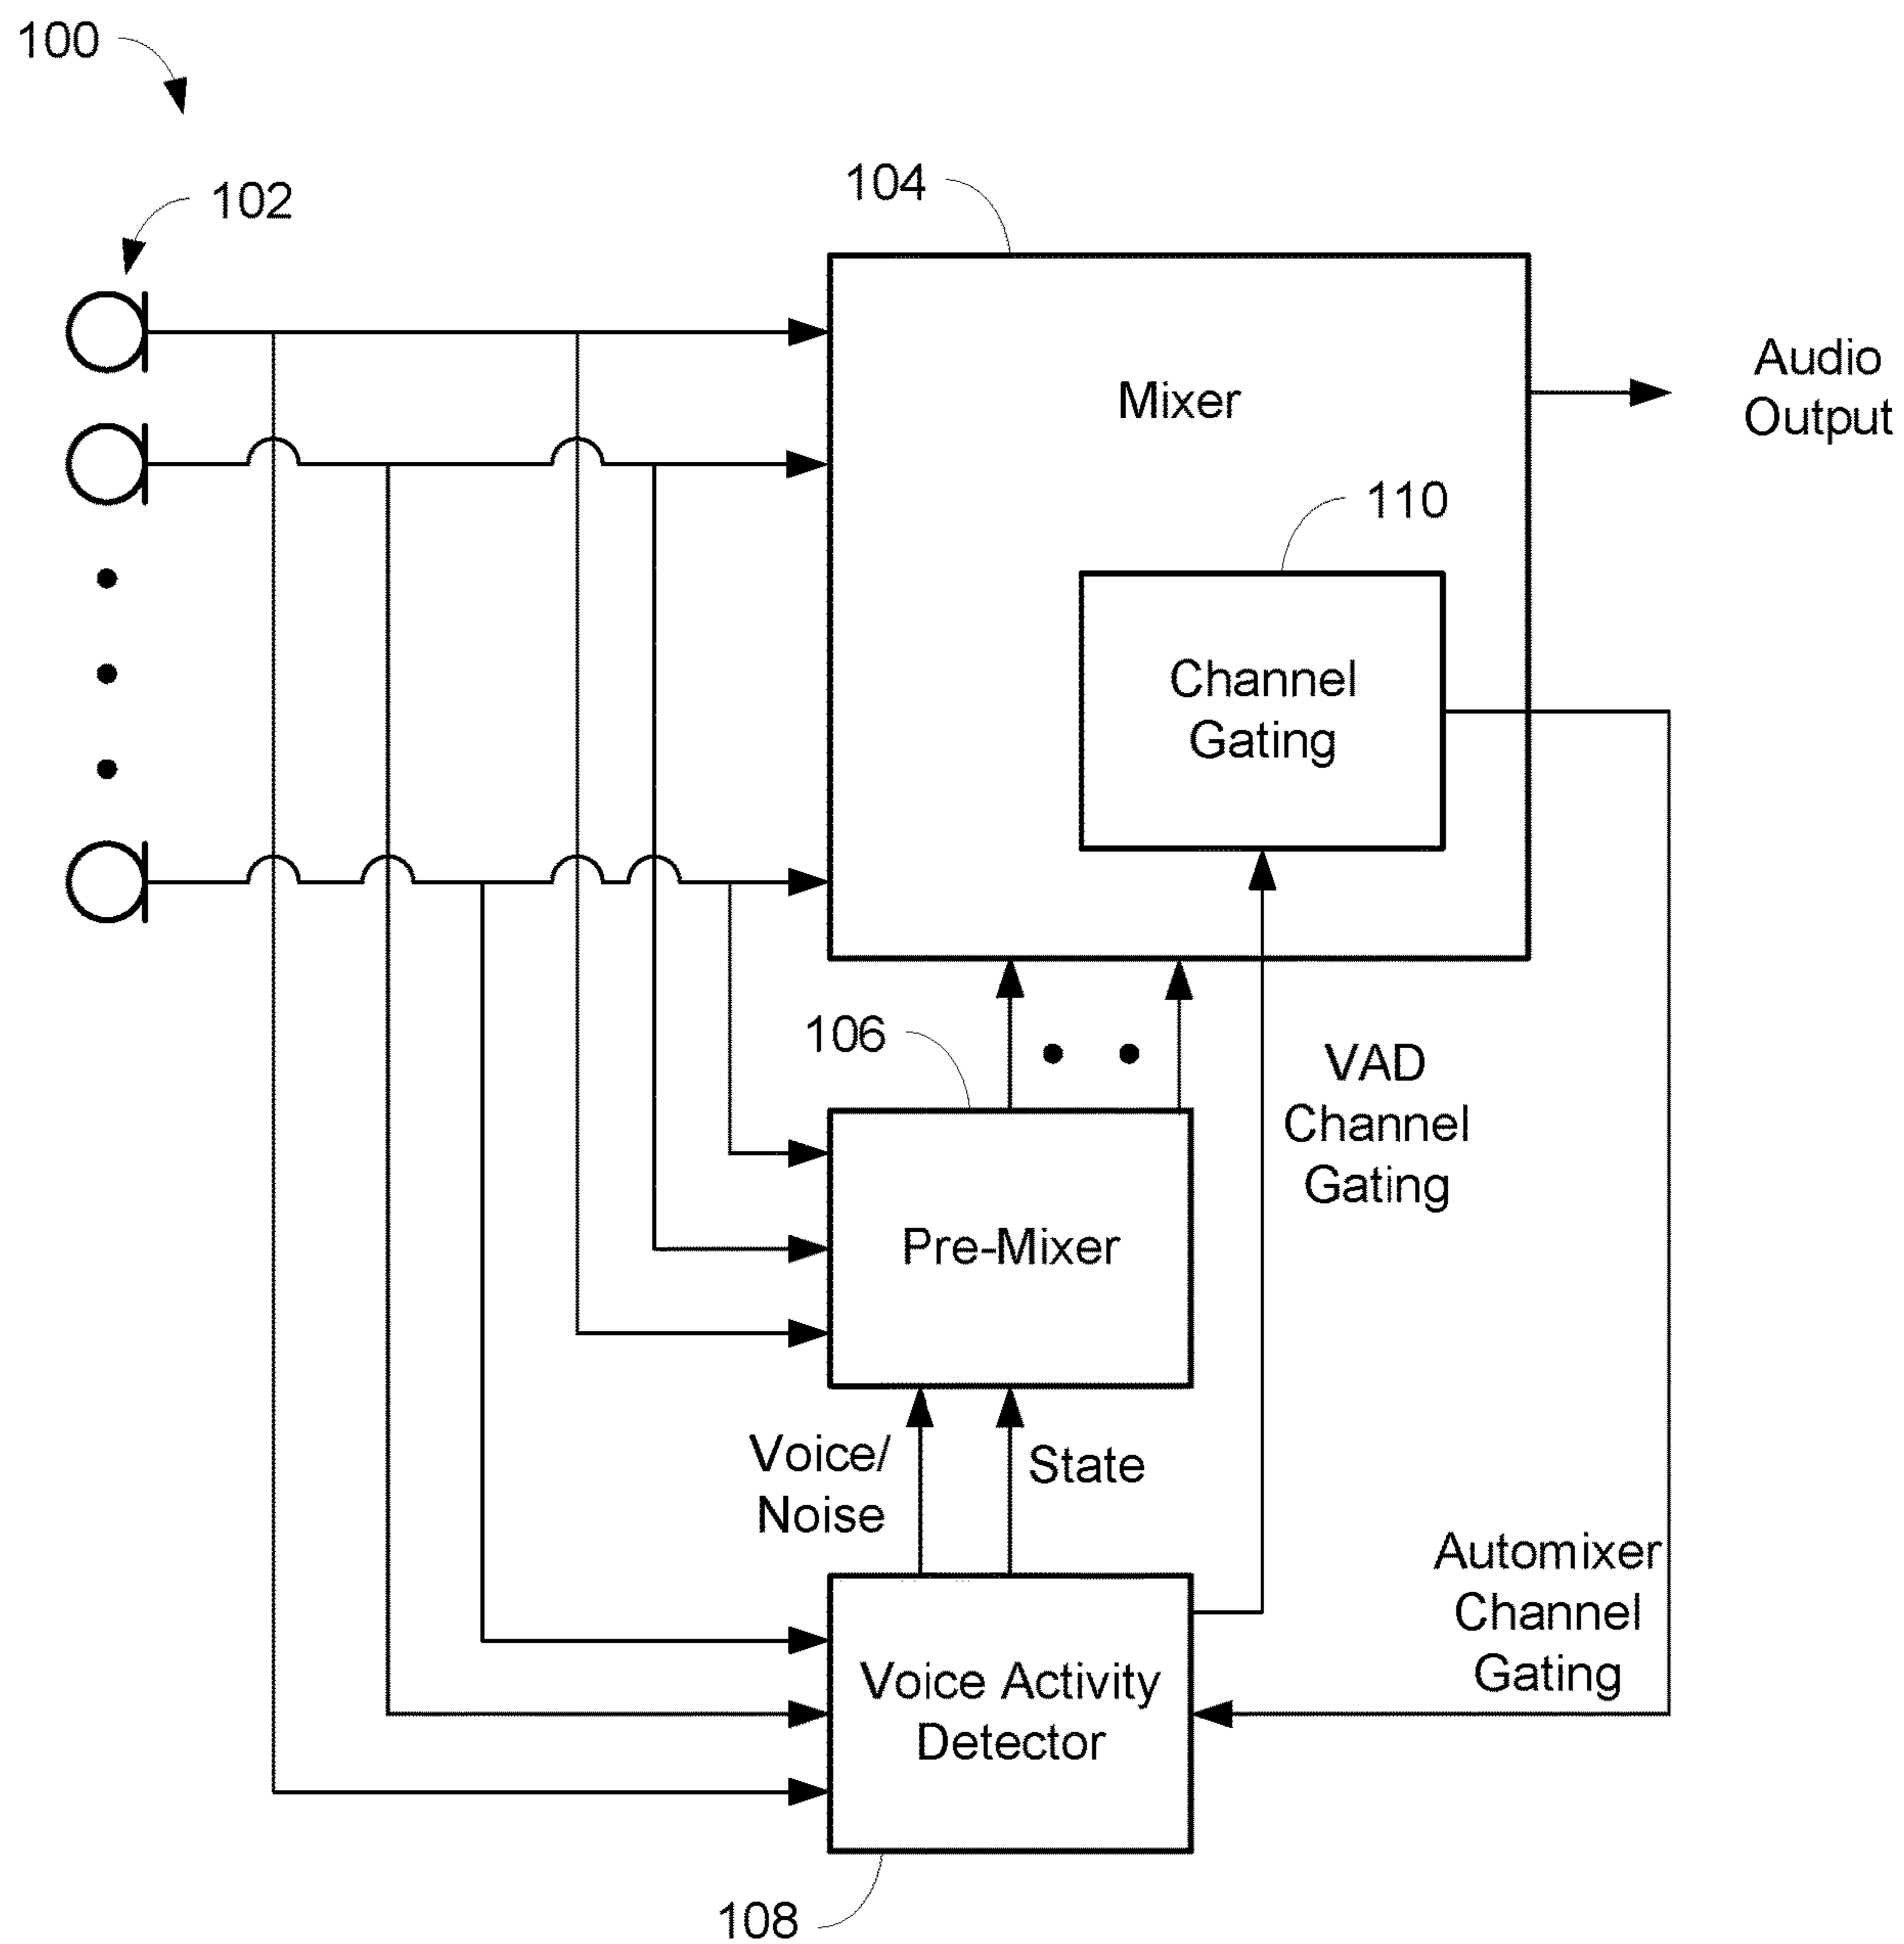 100
102
104
Mixer
Audio
Output
110
Channel
Gating
106
VAD
Channel
Gating
Pre-Mixer
Voice/
Noise
State
Automixer
Channel
Gating
Voice Activity
Detector
108